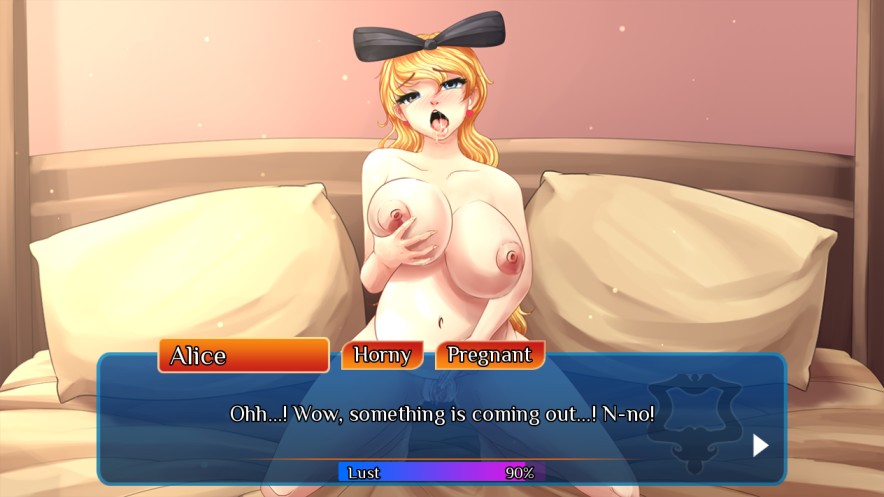 Alice
Horny
Pregnant
Ohh...! Wow, something is coming out...! N-no!
Lust 90%